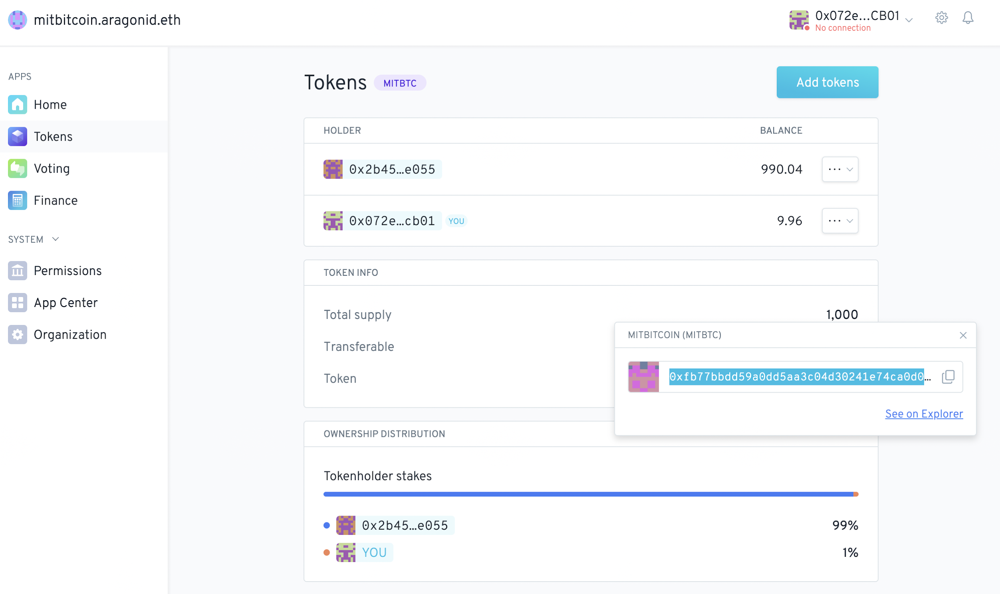 mitbitcoin.aragonid.eth
0x072e...CB01
No connection
APPS
Home
Tokens
Voting
Finance
SYSTEM
Permissions
App Center
Organization
Tokens MITBTC
Add tokens
HOLDER BALANCE
0x2b45…e055 990.04 ···
0x072e…cb01 YOU 9.96 ···
TOKEN INFO
Total supply 1,000
Transferable
Token
MITBITCOIN (MITBTC)
0xfb77bbdd59a0dd5aa3c04d30241e74ca0d0…
See on Explorer
OWNERSHIP DISTRIBUTION
Tokenholder stakes
0x2b45…e055 99%
YOU 1%